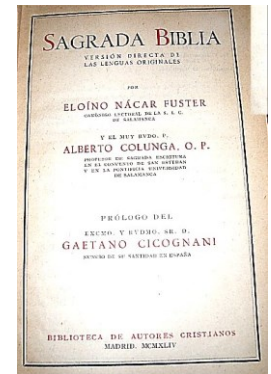 SAGRADA BIBLIA
VERSIÓN DIRECTA DE
LAS LENGUAS ORIGINALES
POR
ELOÍNO NÁCAR FUSTER
CANÓNIGO LECTORAL DE LA S. I. C.
DE SALAMANCA
Y EL MUY RVDO. P.
ALBERTO COLUNGA, O. P.
PROFESOR DE SAGRADA ESCRITURA
EN EL CONVENTO DE SAN ESTEBAN
Y EN LA PONTIFICIA UNIVERSIDAD
DE SALAMANCA
PRÓLOGO DEL
EXCMO. Y RVDMO. SR. D.
GAETANO CICOGNANI
NUNCIO DE SU SANTIDAD EN ESPAÑA
BIBLIOTECA DE AUTORES CRISTIANOS
MADRID. MCMXLIV